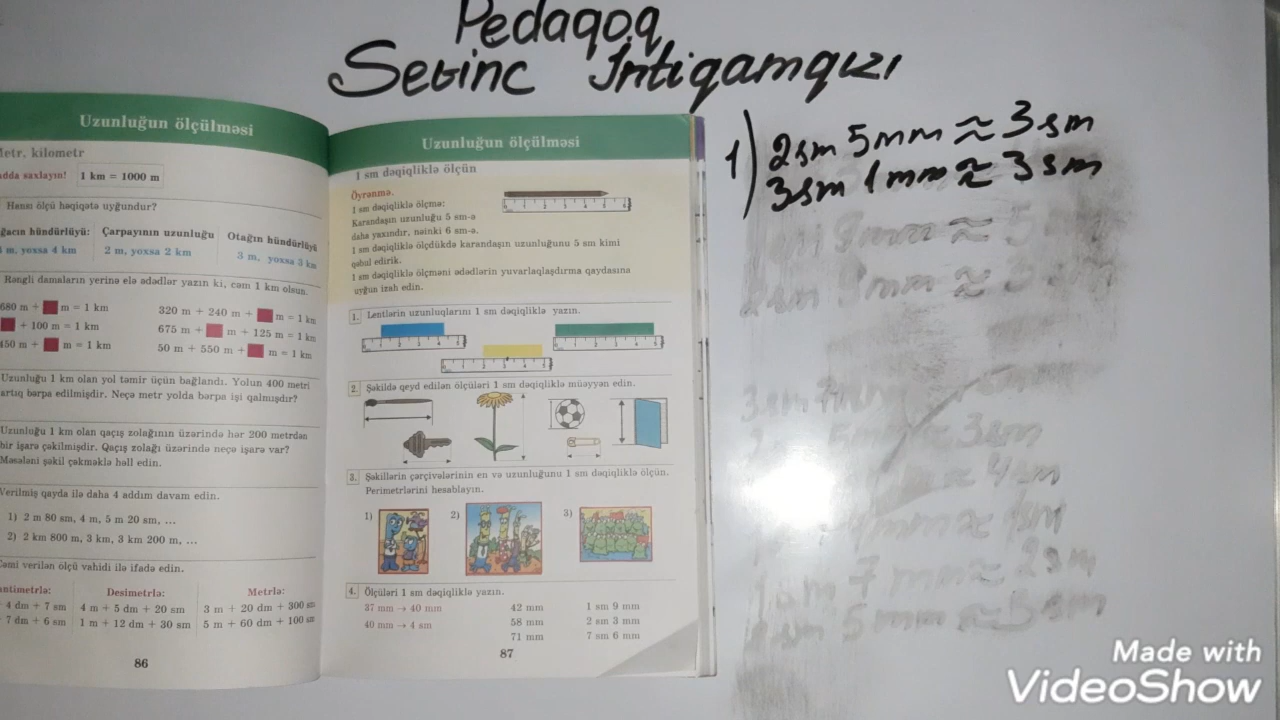 Pedaqoq
Sevinc İntiqamqızı
Uzunluğun ölçülməsi
Metr, kilometr
Yadda saxlayın! 1 km = 1000 m
Hansı ölçü həqiqətə uyğundur?
Ağacın hündürlüyü: Çarpayının uzunluğu Otağın hündürlüyü
4 m, yoxsa 4 km 2 m, yoxsa 2 km 3 m, yoxsa 3 km
Rəngli damaların yerinə elə ədədlər yazın ki, cəm 1 km olsun.
680 m + m = 1 km 320 m + 240 m + m = 1 km
+ 100 m = 1 km 675 m + m + 125 m = 1 km
450 m + m = 1 km 50 m + 550 m + m = 1 km
Uzunluğu 1 km olan yol təmir üçün bağlandı. Yolun 400 metri
artıq bərpa edilmişdir. Neçə metr yolda bərpa işi qalmışdır?
Uzunluğu 1 km olan qaçış zolağının üzərində hər 200 metrdən
bir işarə çəkilmişdir. Qaçış zolağı üzərində neçə işarə var?
Məsələni şəkil çəkməklə həll edin.
Verilmiş qayda ilə daha 4 addım davam edin.
1) 2 m 80 sm, 4 m, 5 m 20 sm, ...
2) 2 km 800 m, 3 km, 3 km 200 m, ...
Cəmi verilən ölçü vahidi ilə ifadə edin.
Santimetrlə: Desimetrlə: Metrlə:
4 dm + 7 sm 4 m + 5 dm + 20 sm 3 m + 20 dm + 300 sm
7 dm + 6 sm 1 m + 12 dm + 30 sm 5 m + 60 dm + 100 sm
86
Uzunluğun ölçülməsi
1 sm dəqiqliklə ölçün
Öyrənmə.
1 sm dəqiqliklə ölçmə:
Karandaşın uzunluğu 5 sm-ə
daha yaxındır, nəinki 6 sm-ə.
1 sm dəqiqliklə ölçdükdə karandaşın uzunluğunu 5 sm kimi
qəbul edirik.
1 sm dəqiqliklə ölçməni ədədlərin yuvarlaqlaşdırma qaydasına
uyğun izah edin.
1. Lentlərin uzunluqlarını 1 sm dəqiqliklə yazın.
2. Şəkildə qeyd edilən ölçüləri 1 sm dəqiqliklə müəyyən edin.
3. Şəkillərin çərçivələrinin en və uzunluğunu 1 sm dəqiqliklə ölçün.
Perimetrlərini hesablayın.
1) 2) 3)
4. Ölçüləri 1 sm dəqiqliklə yazın.
37 mm → 40 mm 42 mm 1 sm 9 mm
40 mm → 4 sm 58 mm 2 sm 3 mm
71 mm 7 sm 6 mm
87
1) 2sm 5mm ≈ 3sm
3sm 1mm ≈ 3sm
Made with
VideoShow